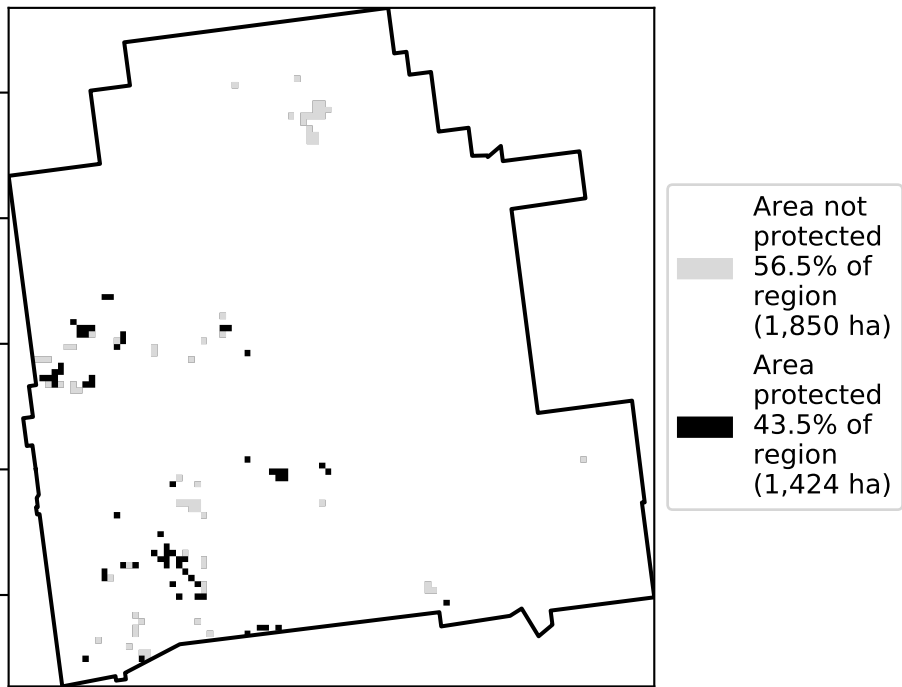 Area not
protected
56.5% of
region
(1,850 ha)
Area
protected
43.5% of
region
(1,424 ha)